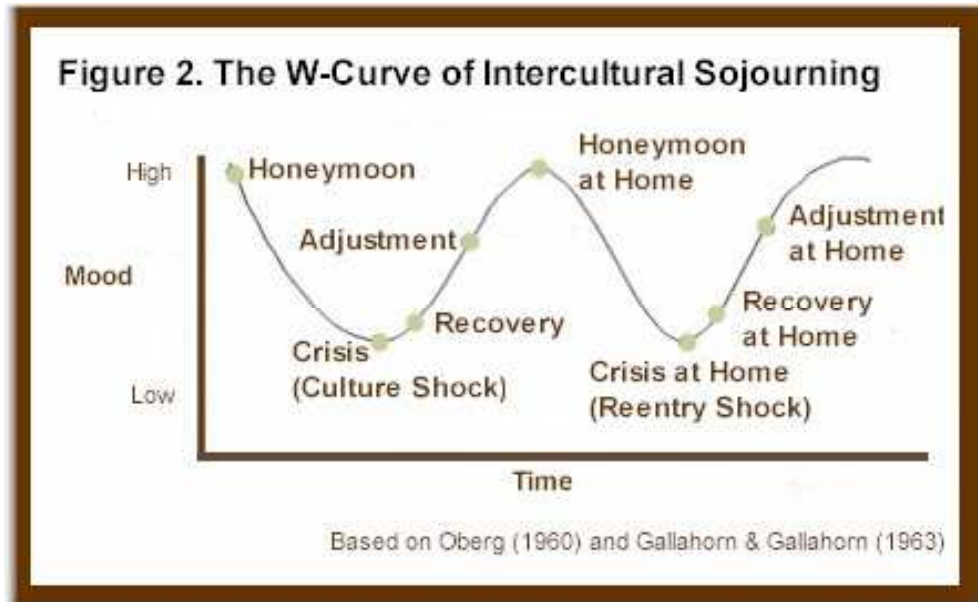 Figure 2. The W-Curve of Intercultural Sojourning
High
Honeymoon
Honeymoon
at Home
Adjustment
Adjustment
at Home
Mood
Recovery
Recovery
at Home
Crisis
(Culture Shock)
Crisis at Home
(Reentry Shock)
Low
Time
Based on Oberg (1960) and Gallahorn & Gallahorn (1963)